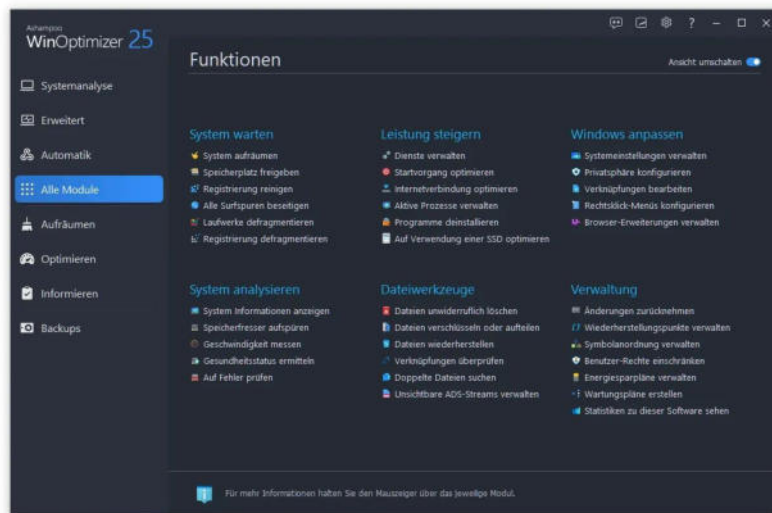 Ashampoo
WinOptimizer 25
Systemanalyse
Erweitert
Automatik
Alle Module
Aufräumen
Optimieren
Informieren
Backups
Funktionen
Ansicht umschalten
System warten
System aufräumen
Speicherplatz freigeben
Registrierung reinigen
Alle Surfspuren beseitigen
Laufwerke defragmentieren
Registrierung defragmentieren
Leistung steigern
Dienste verwalten
Startvorgang optimieren
Internetverbindung optimieren
Aktive Prozesse verwalten
Programme deinstallieren
Auf Verwendung einer SSD optimieren
Windows anpassen
Systemeinstellungen verwalten
Privatsphäre konfigurieren
Verknüpfungen bearbeiten
Rechtsklick-Menüs konfigurieren
Browser-Erweiterungen verwalten
System analysieren
System Informationen anzeigen
Speicherfresser aufspüren
Geschwindigkeit messen
Gesundheitsstatus ermitteln
Auf Fehler prüfen
Dateiwerkzeuge
Dateien unwiderruflich löschen
Dateien verschlüsseln oder aufteilen
Dateien wiederherstellen
Verknüpfungen überprüfen
Doppelte Dateien suchen
Unsichtbare ADS-Streams verwalten
Verwaltung
Änderungen zurücknehmen
Wiederherstellungspunkte verwalten
Symbolanordnung verwalten
Benutzer-Rechte einschränken
Energiesparpläne verwalten
Wartungspläne erstellen
Statistiken zu dieser Software sehen
Für mehr Informationen halten Sie den Mauszeiger über das jeweilige Modul.